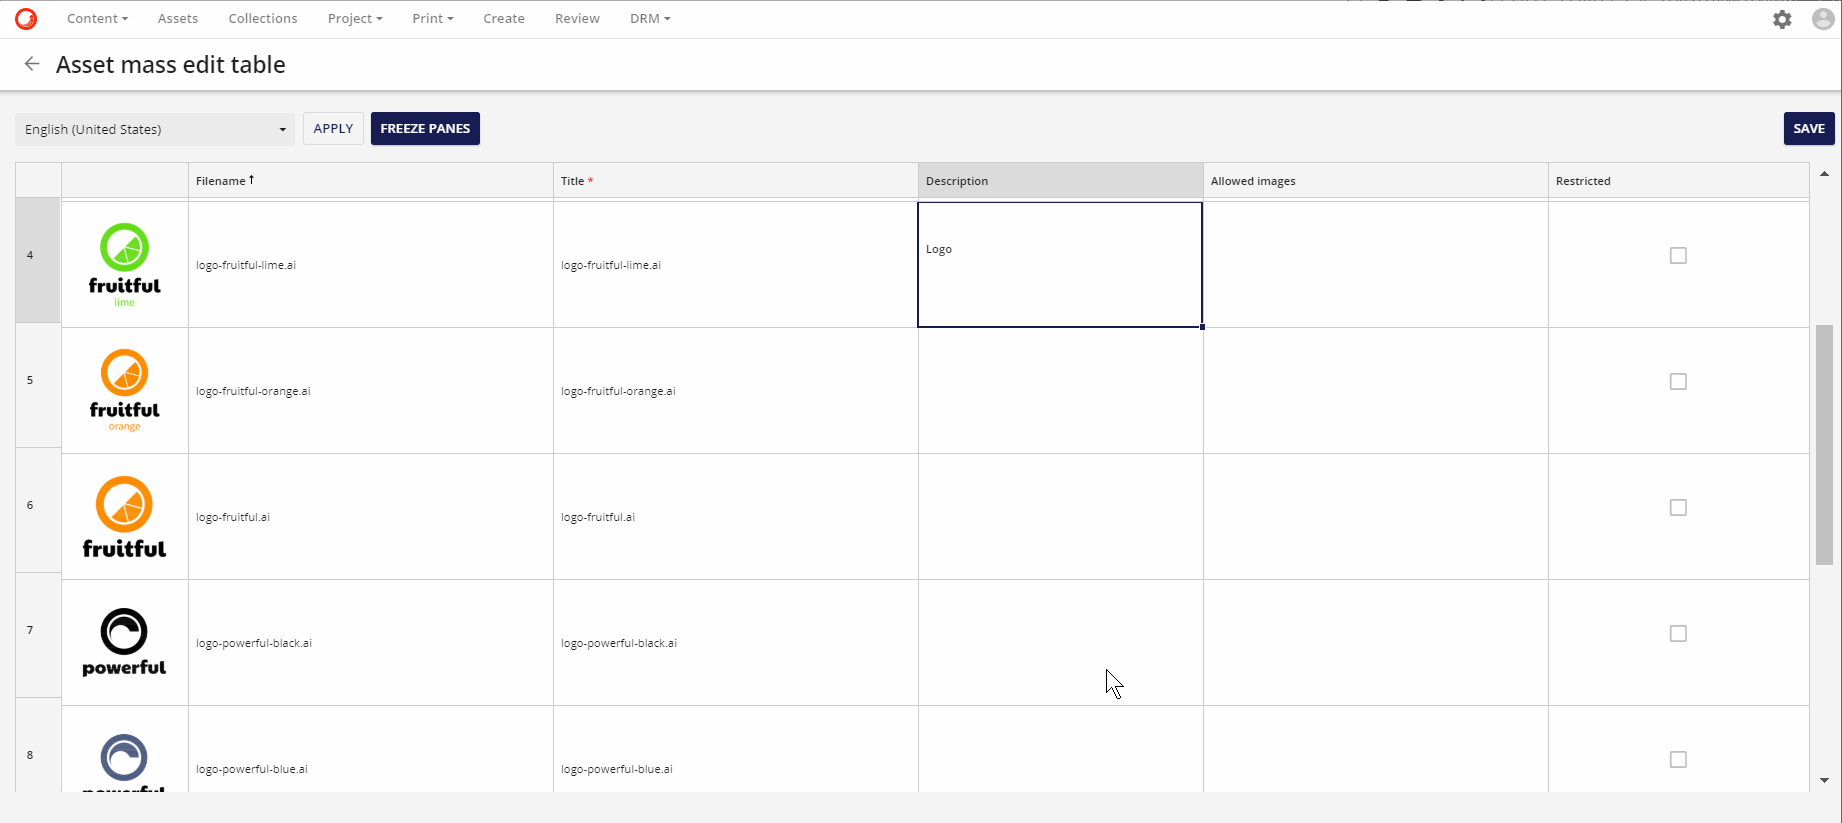 Content Assets Collections Project Print Create Review DRM
Asset mass edit table
English (United States) APPLY FREEZE PANES SAVE
Filename Title * Description Allowed images Restricted
4 fruitful lime logo-fruitful-lime.ai logo-fruitful-lime.ai Logo
5 fruitful orange logo-fruitful-orange.ai logo-fruitful-orange.ai
6 fruitful logo-fruitful.ai logo-fruitful.ai
7 powerful logo-powerful-black.ai logo-powerful-black.ai
8 powerful logo-powerful-blue.ai logo-powerful-blue.ai